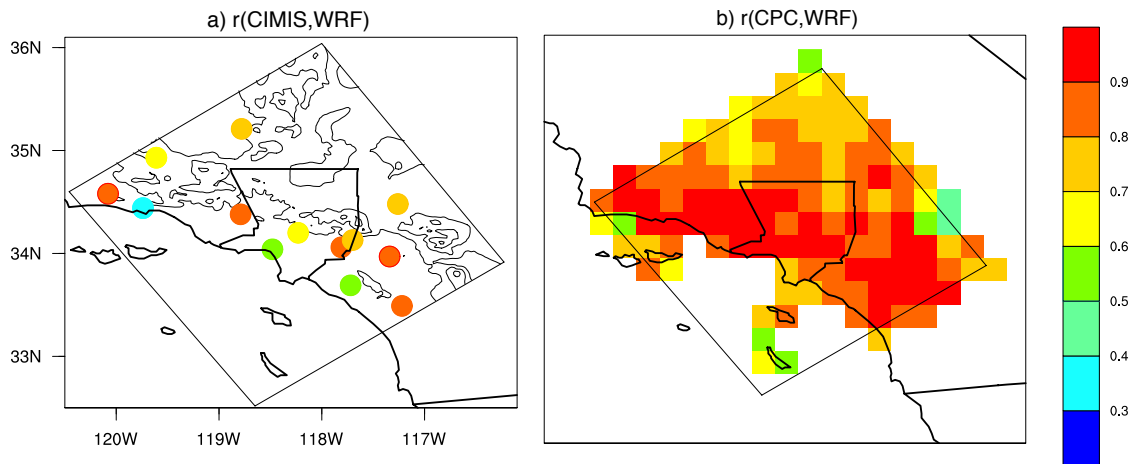 a) r(CIMIS,WRF)
b) r(CPC,WRF)
36N
35N
34N
33N
120W
119W
118W
117W
0.9
0.8
0.7
0.6
0.5
0.4
0.3